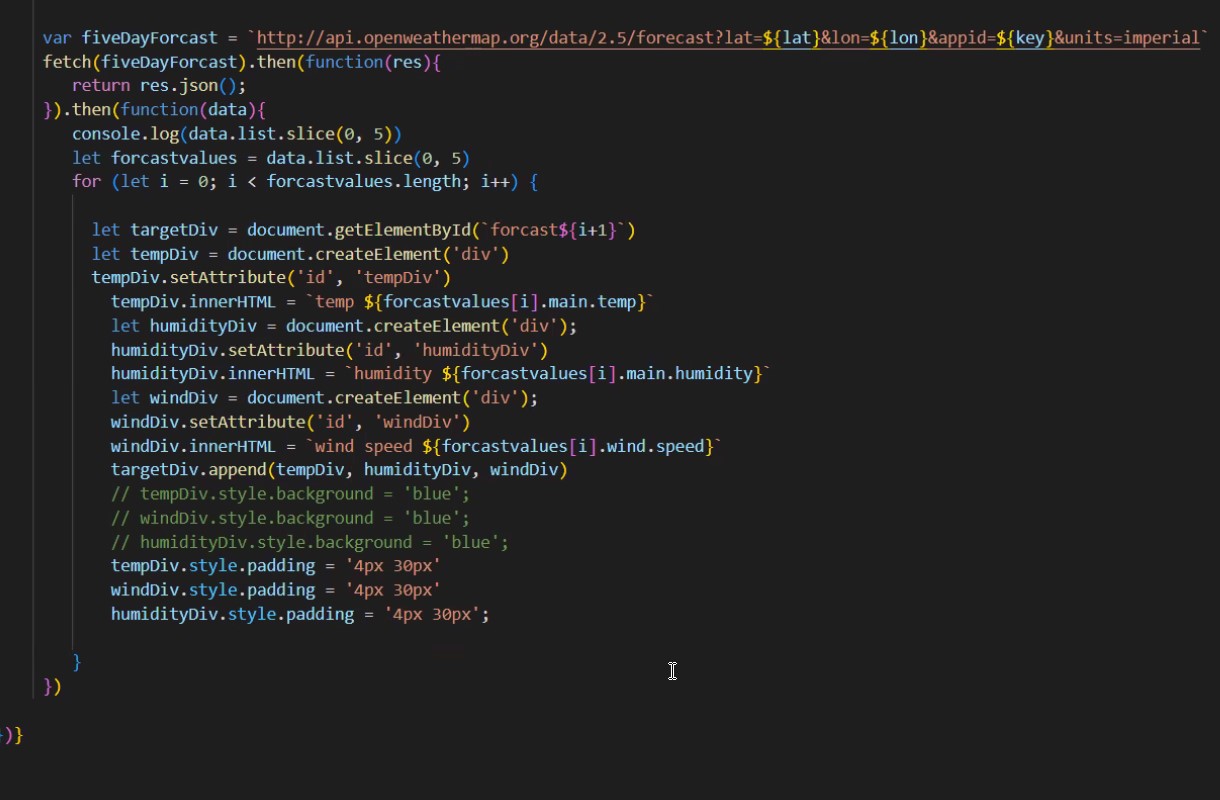 var fiveDayForcast = `http://api.openweathermap.org/data/2.5/forecast?lat=${lat}&lon=${lon}&appid=${key}&units=imperial`
fetch(fiveDayForcast).then(function(res){
return res.json();
}).then(function(data){
console.log(data.list.slice(0, 5))
let forcastvalues = data.list.slice(0, 5)
for (let i = 0; i < forcastvalues.length; i++) {
let targetDiv = document.getElementById(`forcast${i+1}`)
let tempDiv = document.createElement('div')
tempDiv.setAttribute('id', 'tempDiv')
tempDiv.innerHTML = `temp ${forcastvalues[i].main.temp}`
let humidityDiv = document.createElement('div');
humidityDiv.setAttribute('id', 'humidityDiv')
humidityDiv.innerHTML = `humidity ${forcastvalues[i].main.humidity}`
let windDiv = document.createElement('div');
windDiv.setAttribute('id', 'windDiv')
windDiv.innerHTML = `wind speed ${forcastvalues[i].wind.speed}`
targetDiv.append(tempDiv, humidityDiv, windDiv)
// tempDiv.style.background = 'blue';
// windDiv.style.background = 'blue';
// humidityDiv.style.background = 'blue';
tempDiv.style.padding = '4px 30px'
windDiv.style.padding = '4px 30px'
humidityDiv.style.padding = '4px 30px';
}
})
})}